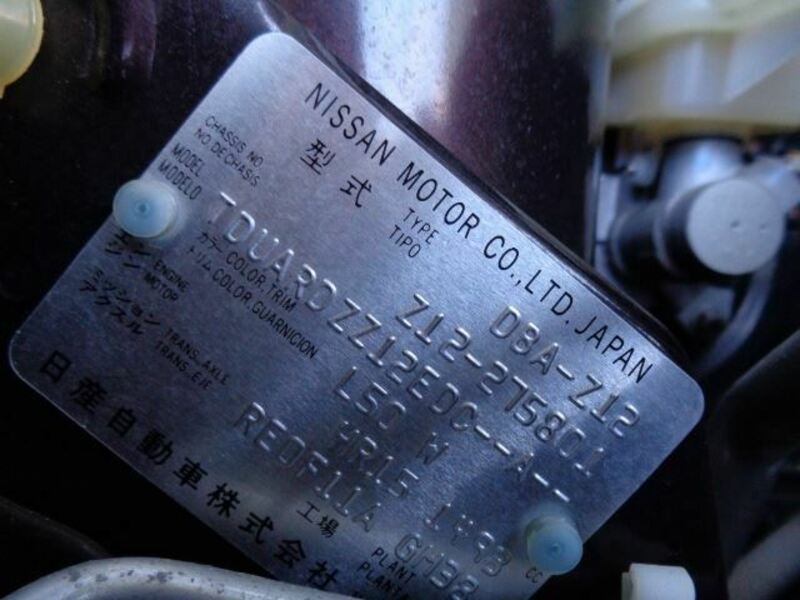 NISSAN MOTOR CO., LTD. JAPAN
型式 TYPE TIPO DBA-Z12
CHASSIS NO
NO DE CHASIS Z12-275801
MODEL
MODELO TDUARDZZ12EDC--A--
カラー COLOR, TRIM
トリム COLOR, GUARNICION L50 W
エンジン ENGINE MOTOR HR15 1498 cc
ミッション TRANS., AXLE
アクスル TRANS., EJE RE0F11A GH38
工場 PLANT PLANTA
日産自動車株式会社